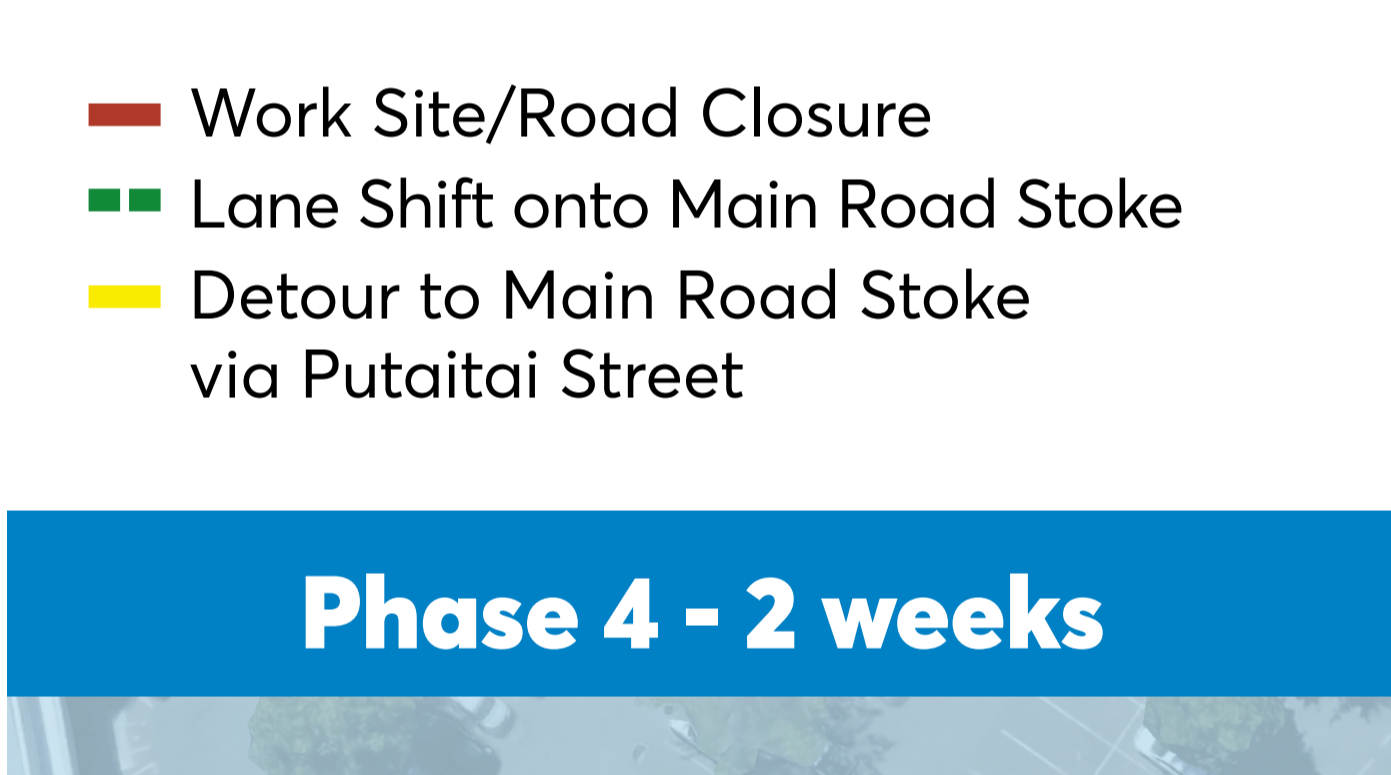 Work Site/Road Closure
Lane Shift onto Main Road Stoke
Detour to Main Road Stoke
via Putaitai Street
Phase 4 - 2 weeks